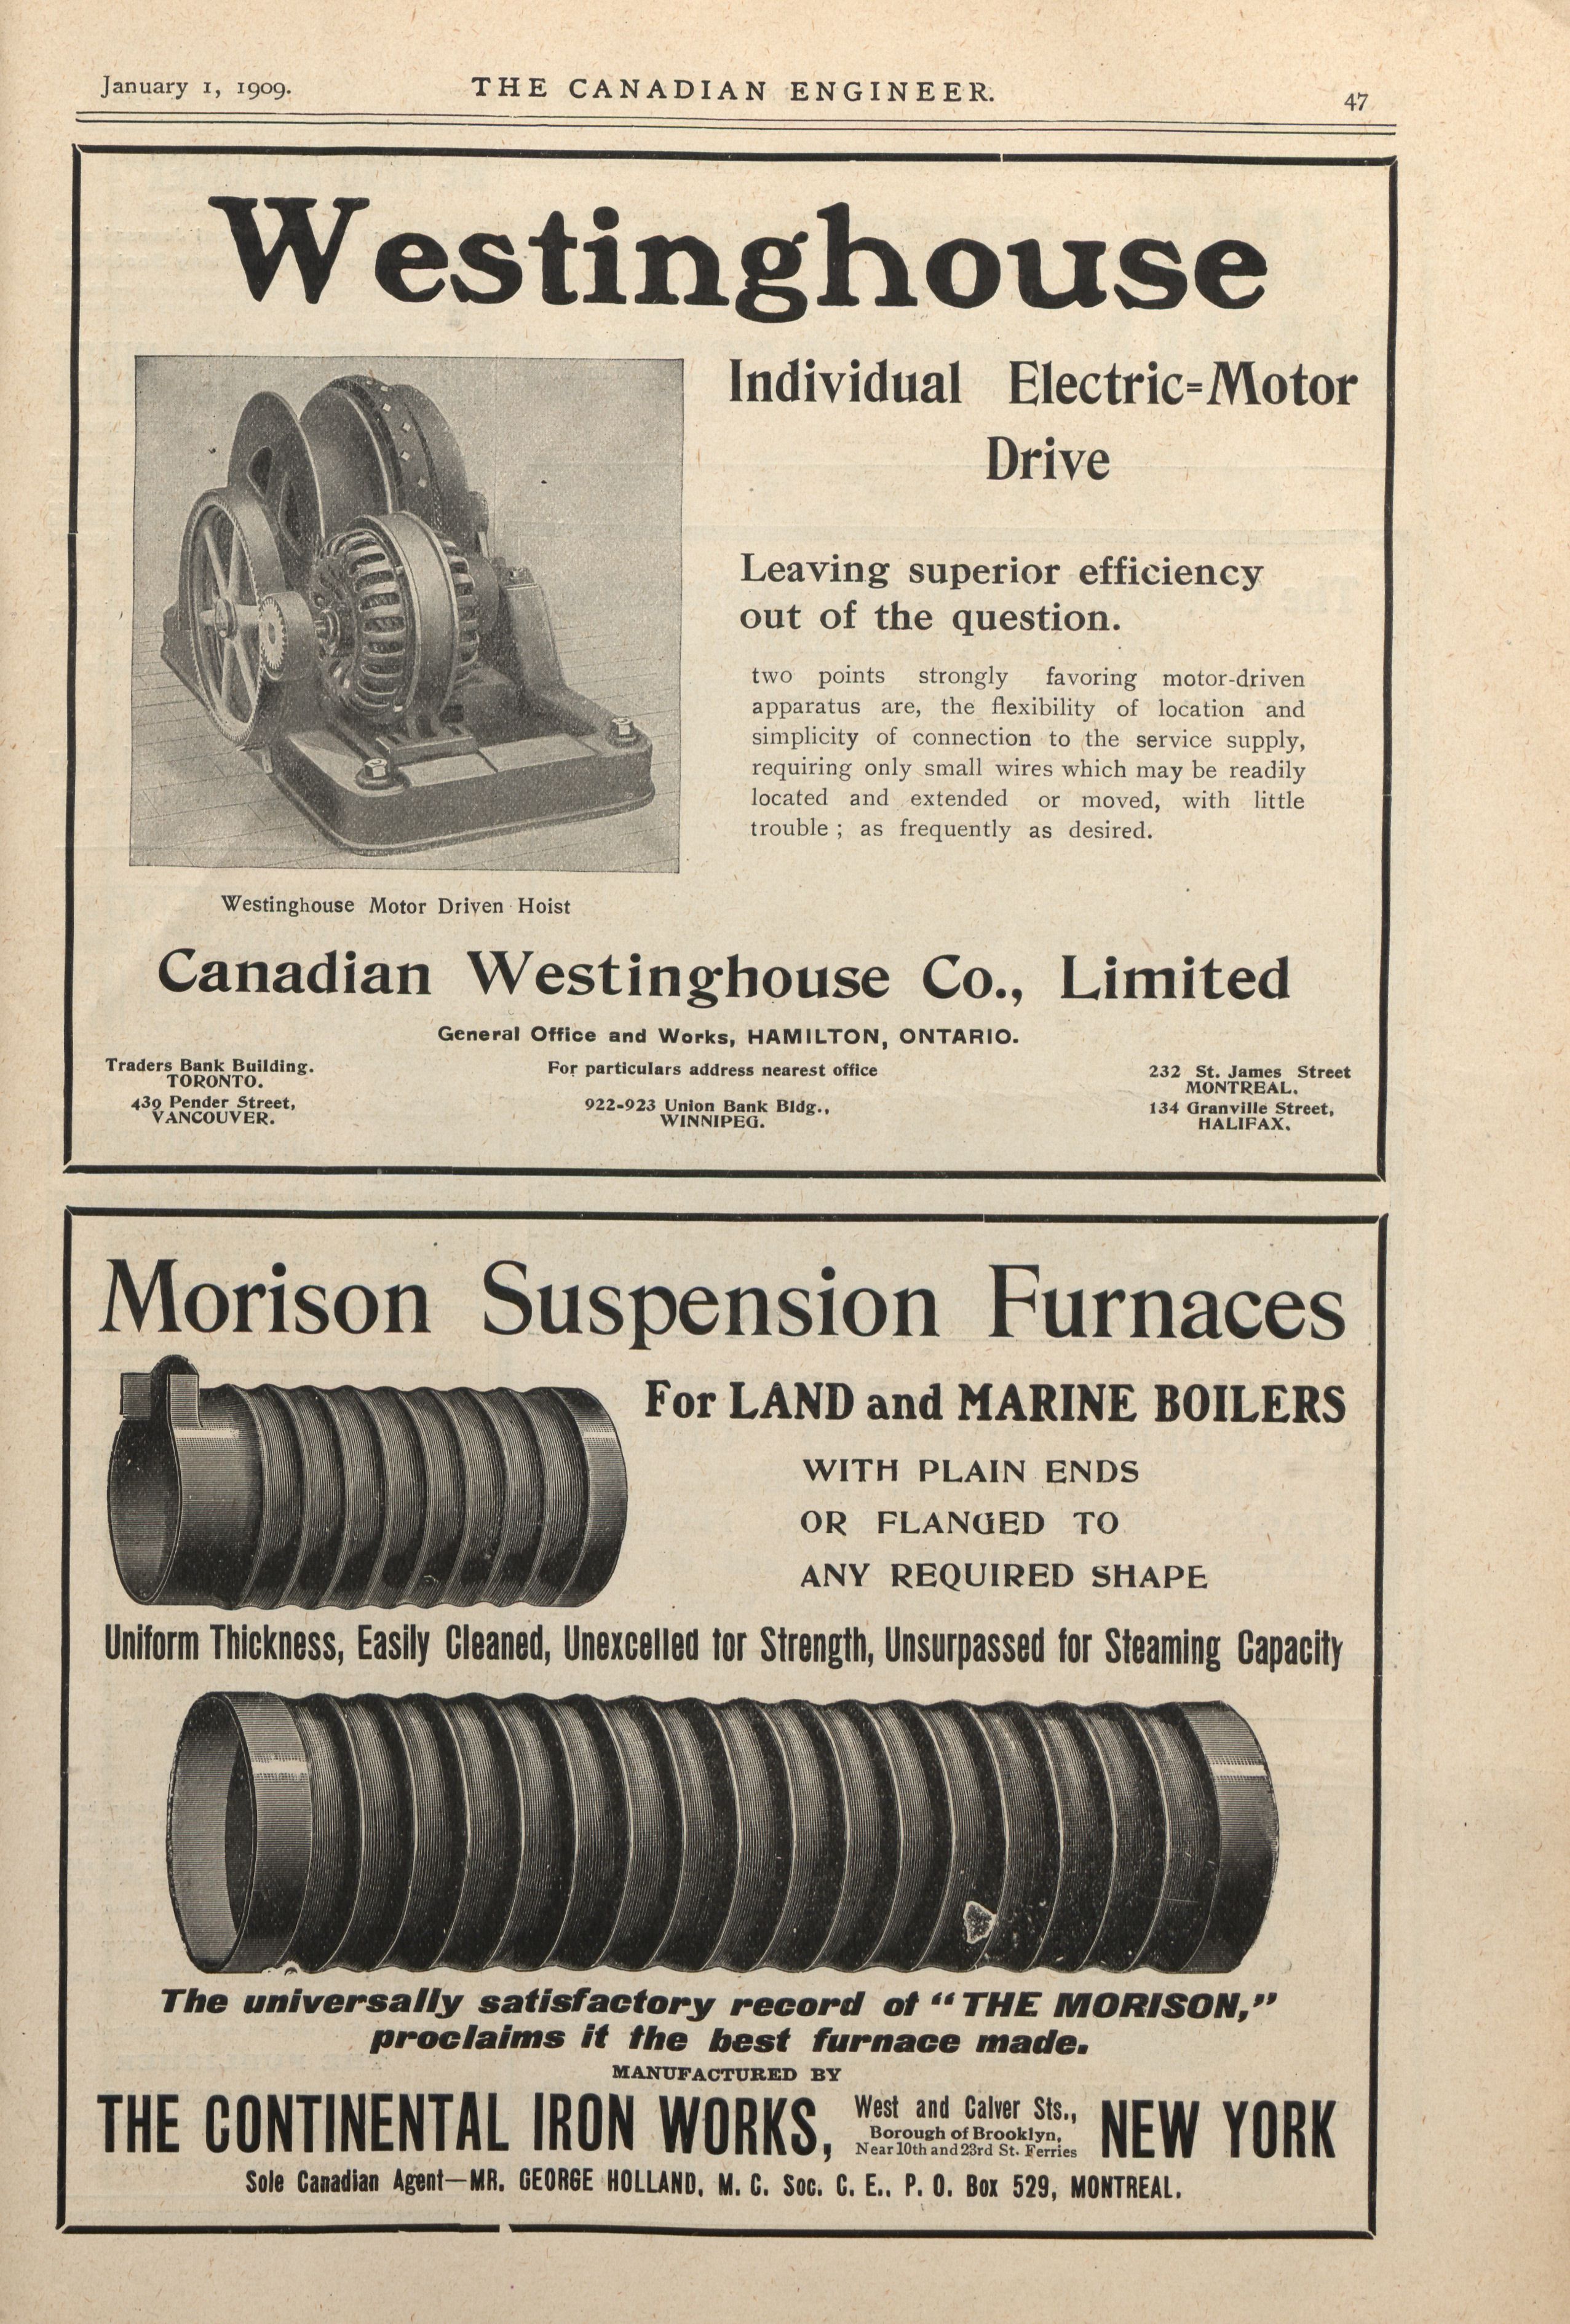 January 1, 1909.
THE CANADIAN ENGINEER.
47
Westinghouse
Individual Electric=Motor
Drive
Leaving superior efficiency
out of the question.
two points strongly favoring motor-driven
apparatus are, the flexibility of location and
simplicity of connection to the service supply,
requiring only small wires which may be readily
located and extended or moved, with little
trouble ; as frequently as desired.
Westinghouse Motor Driven Hoist
Canadian Westinghouse Co., Limited
General Office and Works, HAMILTON, ONTARIO.
For particulars address nearest office
Traders Bank Building.
TORONTO.
439 Pender Street,
VANCOUVER.
922-923 Union Bank Bldg.,
WINNIPEG.
232 St. James Street
MONTREAL.
134 Granville Street,
HALIFAX.
Morison Suspension Furnaces
For LAND and MARINE BOILERS
WITH PLAIN ENDS
OR FLANGED TO
ANY REQUIRED SHAPE
Uniform Thickness, Easily Cleaned, Unexcelled for Strength, Unsurpassed for Steaming Capacity
The universally satisfactory record of “THE MORISON,”
proclaims it the best furnace made.
MANUFACTURED BY
THE CONTINENTAL IRON WORKS,
West and Calver Sts.,
Borough of Brooklyn,
Near 10th and 23rd St. Ferries
NEW YORK
Sole Canadian Agent—MR. GEORGE HOLLAND, M. C. Soc. C. E., P. O. Box 529, MONTREAL.